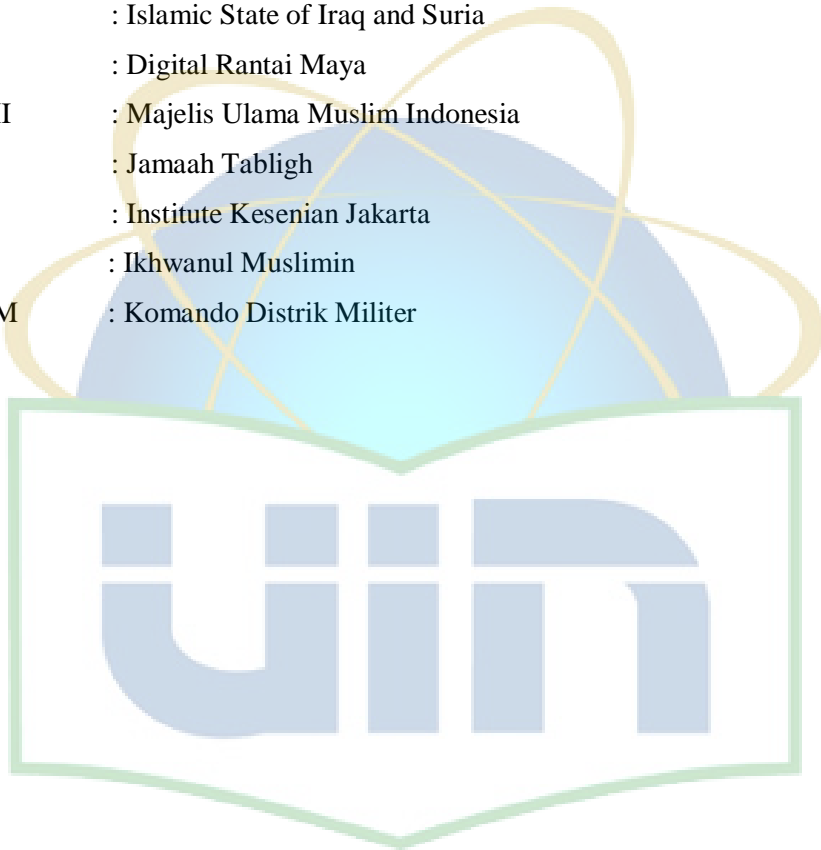 : Islamic State of Iraq and Suria
: Digital Rantai Maya
I : Majelis Ulama Muslim Indonesia
: Jamaah Tabligh
: Institute Kesenian Jakarta
: Ikhwanul Muslimin
M : Komando Distrik Militer
uin